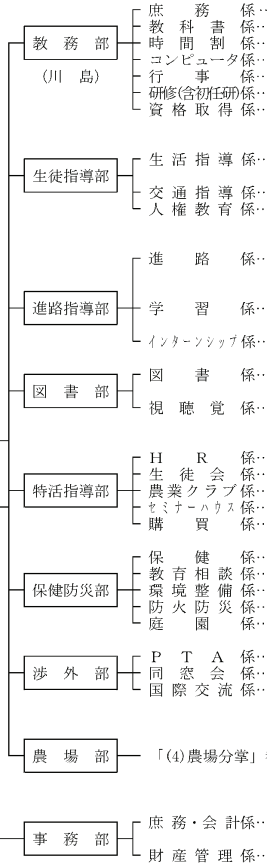 庶務係‥
教科書係‥
教務部 時間割係‥
コンピュータ係‥
(川島) 行事係‥
研修(含初任研)係‥
資格取得係‥
生活指導係‥
生徒指導部 交通指導係‥
人権教育係‥
進路係‥
進路指導部 学習係‥
インターンシップ係‥
図書係‥
図書部
視聴覚係‥
HR係‥
生徒会係‥
特活指導部 農業クラブ係‥
セミナーハウス係‥
購買係‥
保健係‥
教育相談係‥
保健防災部 環境整備係‥
防火防災係‥
庭園係‥
PTA係‥
渉外部 同窓会係‥
国際交流係‥
農場部 「(4)農場分掌」
庶務・会計係‥
事務部
財産管理係‥